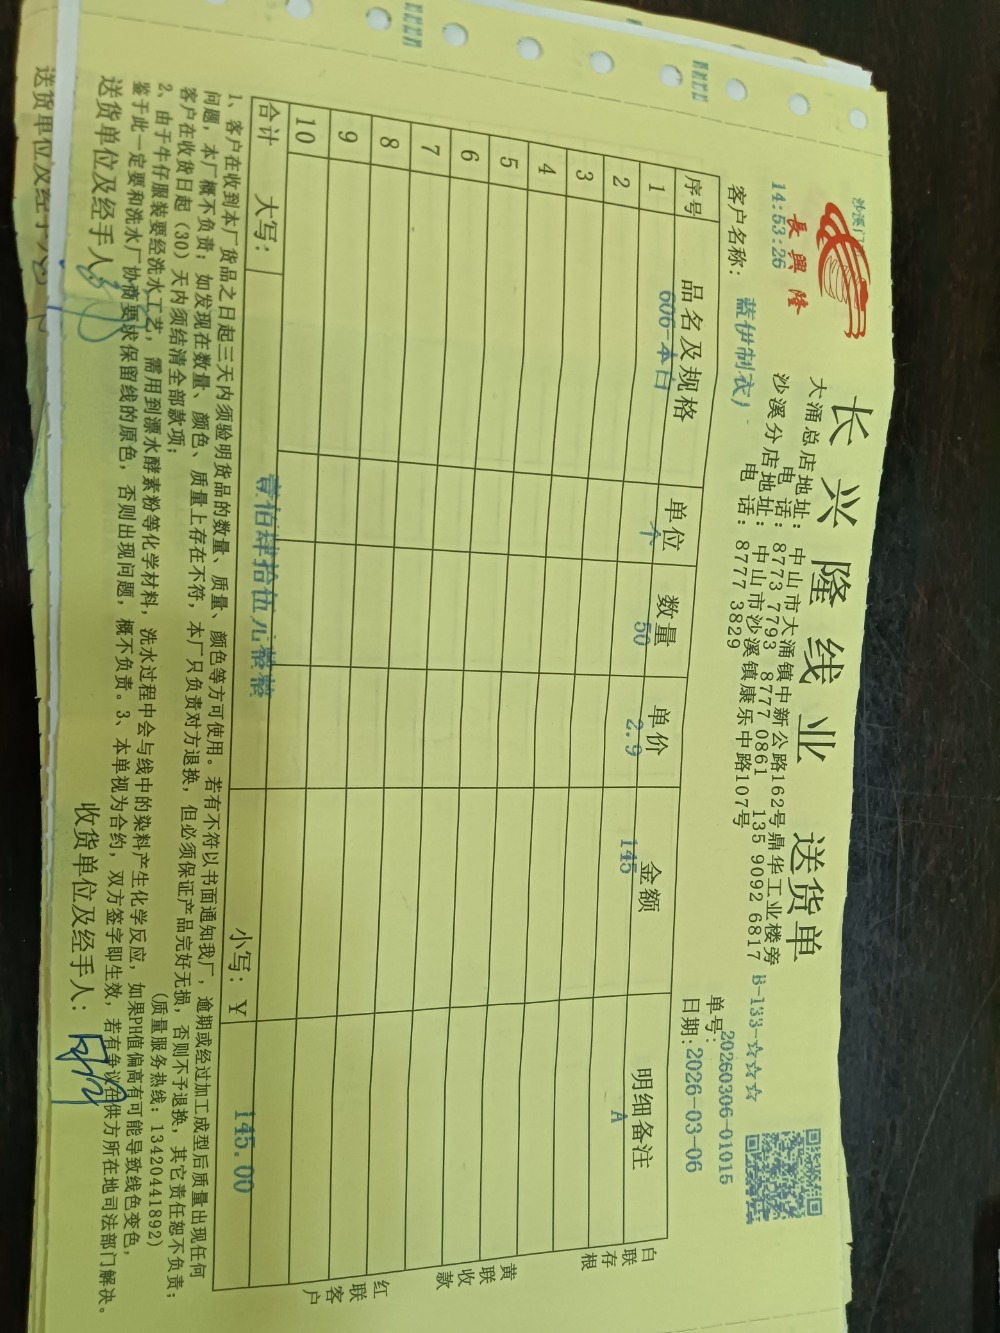 沙溪门
長興隆
14:53:26
长兴隆线业 送货单
大涌总店地址：中山市大涌镇中新公路162号鼎华工业楼旁
电 话：8773 7793 8777 0861 135 9092 6817
沙溪分店地址：中山市沙溪镇康乐中路107号
电 话：8777 3829
B-133-☆☆☆
单号：20260306-01015
客户名称：蓝伊制衣厂
日期：2026-03-06
序号 品名及规格 单位 数量 单价 金额 明细备注
1 606-本白 个 50 2.9 145 A
2
3
4
5
6
7
8
9
10
合计 大写：壹佰肆拾伍元整整 小写：Y 145.00
白联存根
黄联收款
红联客户
1、客户在收到本厂货品之日起三天内须验明货品的数量、质量、颜色等方可使用。若有不符以书面通知我厂，逾期或经过加工成型后质量出现任何
问题，本厂概不负责；如发现在数量、颜色、质量上存在不符，本厂只负责对方退换，但必须保证产品完好无损，否则不予退换，其它责任恕不负责；
客户在收货日起（30）天内须结清全部款项； （质量服务热线：13420441892）
2、由于牛仔服装要经洗水工艺，需用到漂水酵素粉等化学材料，洗水过程中会与线中的染料产生化学反应，如果PH值偏高有可能导致线色变色，
鉴于此一定要和洗水厂协商要求保留线的原色，否则出现问题，概不负责。3、本单视为合约，双方签字即生效，若有争议在供方所在地司法部门解决。
送货单位及经手人： 收货单位及经手人：
送货单位及经手人